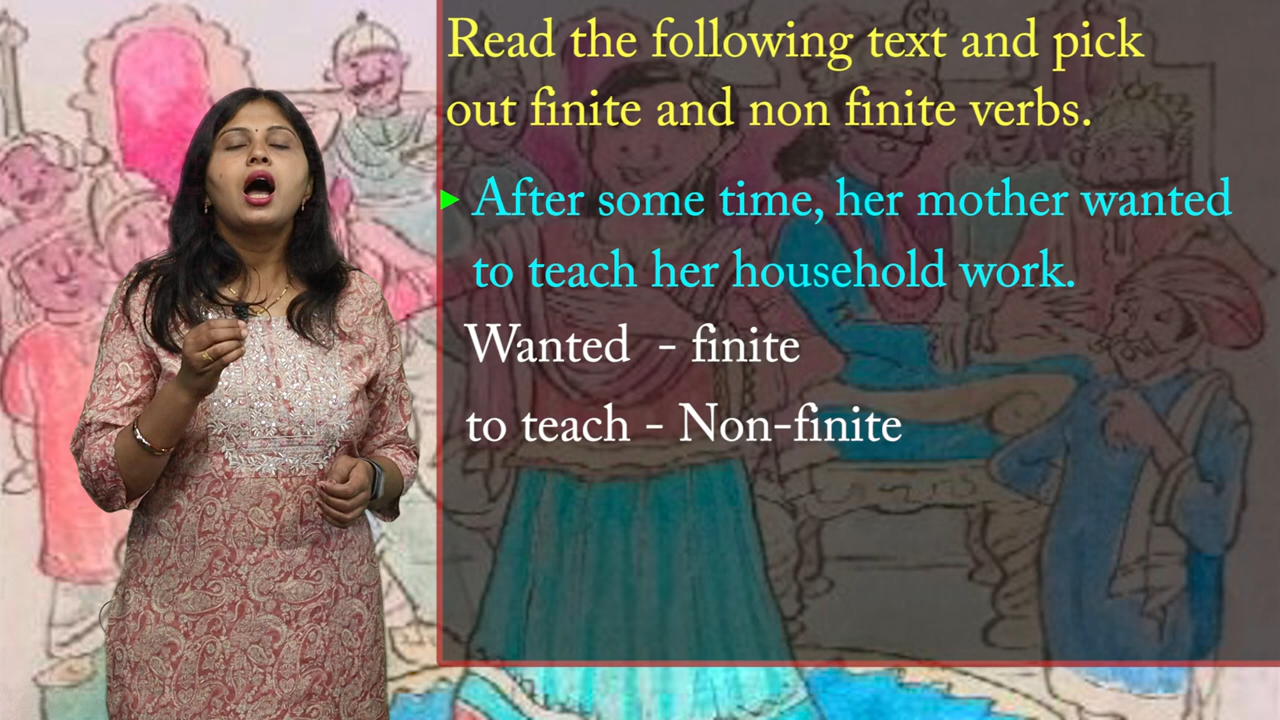 Read the following text and pick
out finite and non finite verbs.
After some time, her mother wanted
to teach her household work.
Wanted - finite
to teach - Non-finite